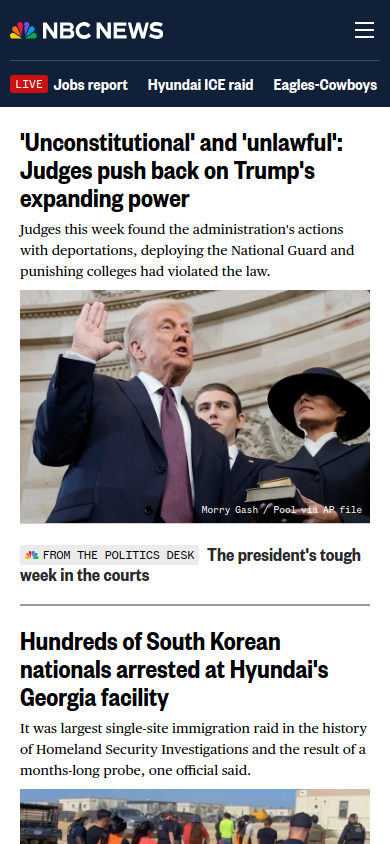 NBC NEWS
LIVE Jobs report Hyundai ICE raid Eagles-Cowboys
'Unconstitutional' and 'unlawful':
Judges push back on Trump's
expanding power
Judges this week found the administration's actions
with deportations, deploying the National Guard and
punishing colleges had violated the law.
Morry Gash / Pool via AP file
FROM THE POLITICS DESK The president's tough
week in the courts
Hundreds of South Korean
nationals arrested at Hyundai's
Georgia facility
It was largest single-site immigration raid in the history
of Homeland Security Investigations and the result of a
months-long probe, one official said.